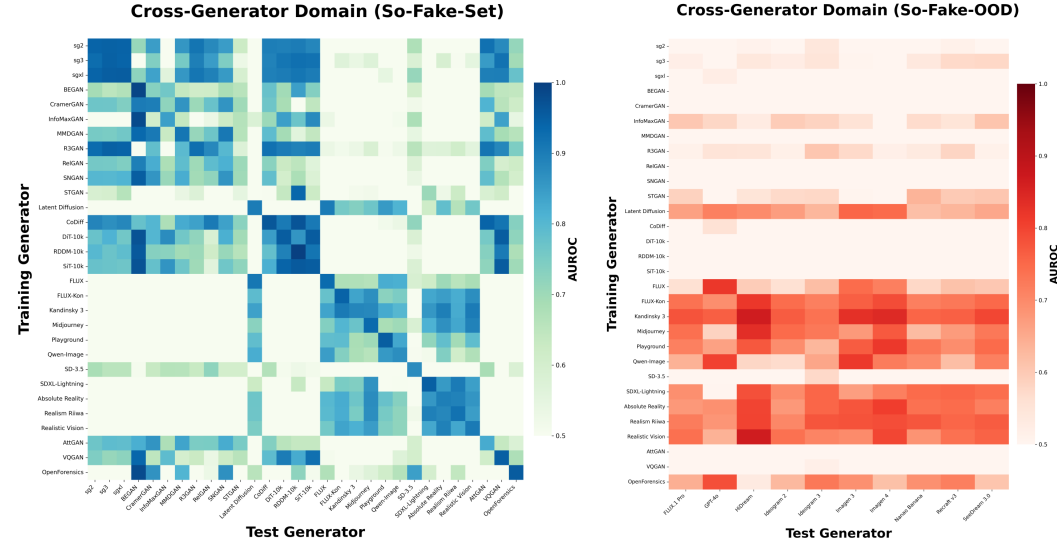 Cross-Generator Domain (So-Fake-Set)
Training Generator
sg2
sg3
sgxl
BEGAN
CramerGAN
InfoMaxGAN
MMDGAN
R3GAN
RelGAN
SNGAN
STGAN
Latent Diffusion
CoDiff
DiT-10k
RDDM-10k
SiT-10k
FLUX
FLUX-Kon
Kandinsky 3
Midjourney
Playground
Qwen-Image
SD-3.5
SDXL-Lightning
Absolute Reality
Realism Riiwa
Realistic Vision
AttGAN
VQGAN
OpenForensics
sg2
sg3
sgxl
BEGAN
CramerGAN
InfoMaxGAN
MMDGAN
R3GAN
RelGAN
SNGAN
STGAN
Latent Diffusion
CoDiff
DiT-10k
RDDM-10k
SiT-10k
FLUX
FLUX-Kon
Kandinsky 3
Midjourney
Playground
Qwen-Image
SD-3.5
SDXL-Lightning
Absolute Reality
Realism Riiwa
Realistic Vision
AttGAN
VQGAN
OpenForensics
Test Generator
1.0
0.9
0.8
0.7
0.6
0.5
AUROC
Cross-Generator Domain (So-Fake-OOD)
Training Generator
sg2
sg3
sgxl
BEGAN
CramerGAN
InfoMaxGAN
MMDGAN
R3GAN
RelGAN
SNGAN
STGAN
Latent Diffusion
CoDiff
DiT-10k
RDDM-10k
SiT-10k
FLUX
FLUX-Kon
Kandinsky 3
Midjourney
Playground
Qwen-Image
SD-3.5
SDXL-Lightning
Absolute Reality
Realism Riiwa
Realistic Vision
AttGAN
VQGAN
OpenForensics
FLUX.1 Pro
GPT-4o
HiDream
Ideogram 2
Ideogram 3
Imagen 3
Imagen 4
Nanao Banana
Recraft v3
SeeDream 3.0
Test Generator
1.0
0.9
0.8
0.7
0.6
0.5
AUROC